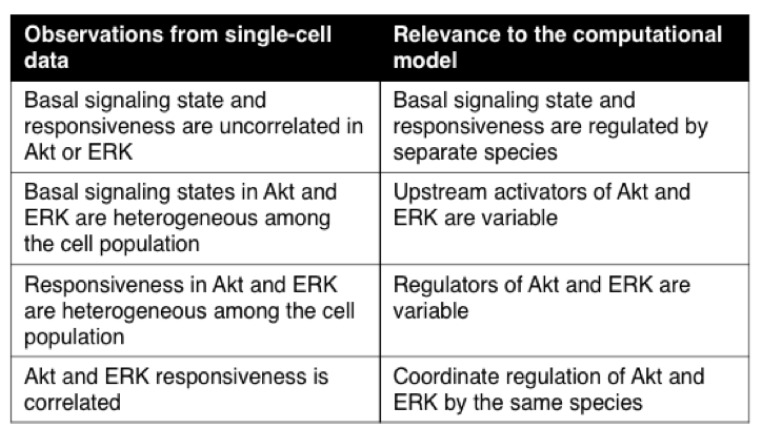 Observations from single-cell
data
Relevance to the computational
model
Basal signaling state and
responsiveness are uncorrelated in
Akt or ERK
Basal signaling state and
responsiveness are regulated by
separate species
Basal signaling states in Akt and
ERK are heterogeneous among
the cell population
Upstream activators of Akt and
ERK are variable
Responsiveness in Akt and ERK
are heterogeneous among the cell
population
Regulators of Akt and ERK are
variable
Akt and ERK responsiveness is
correlated
Coordinate regulation of Akt and
ERK by the same species